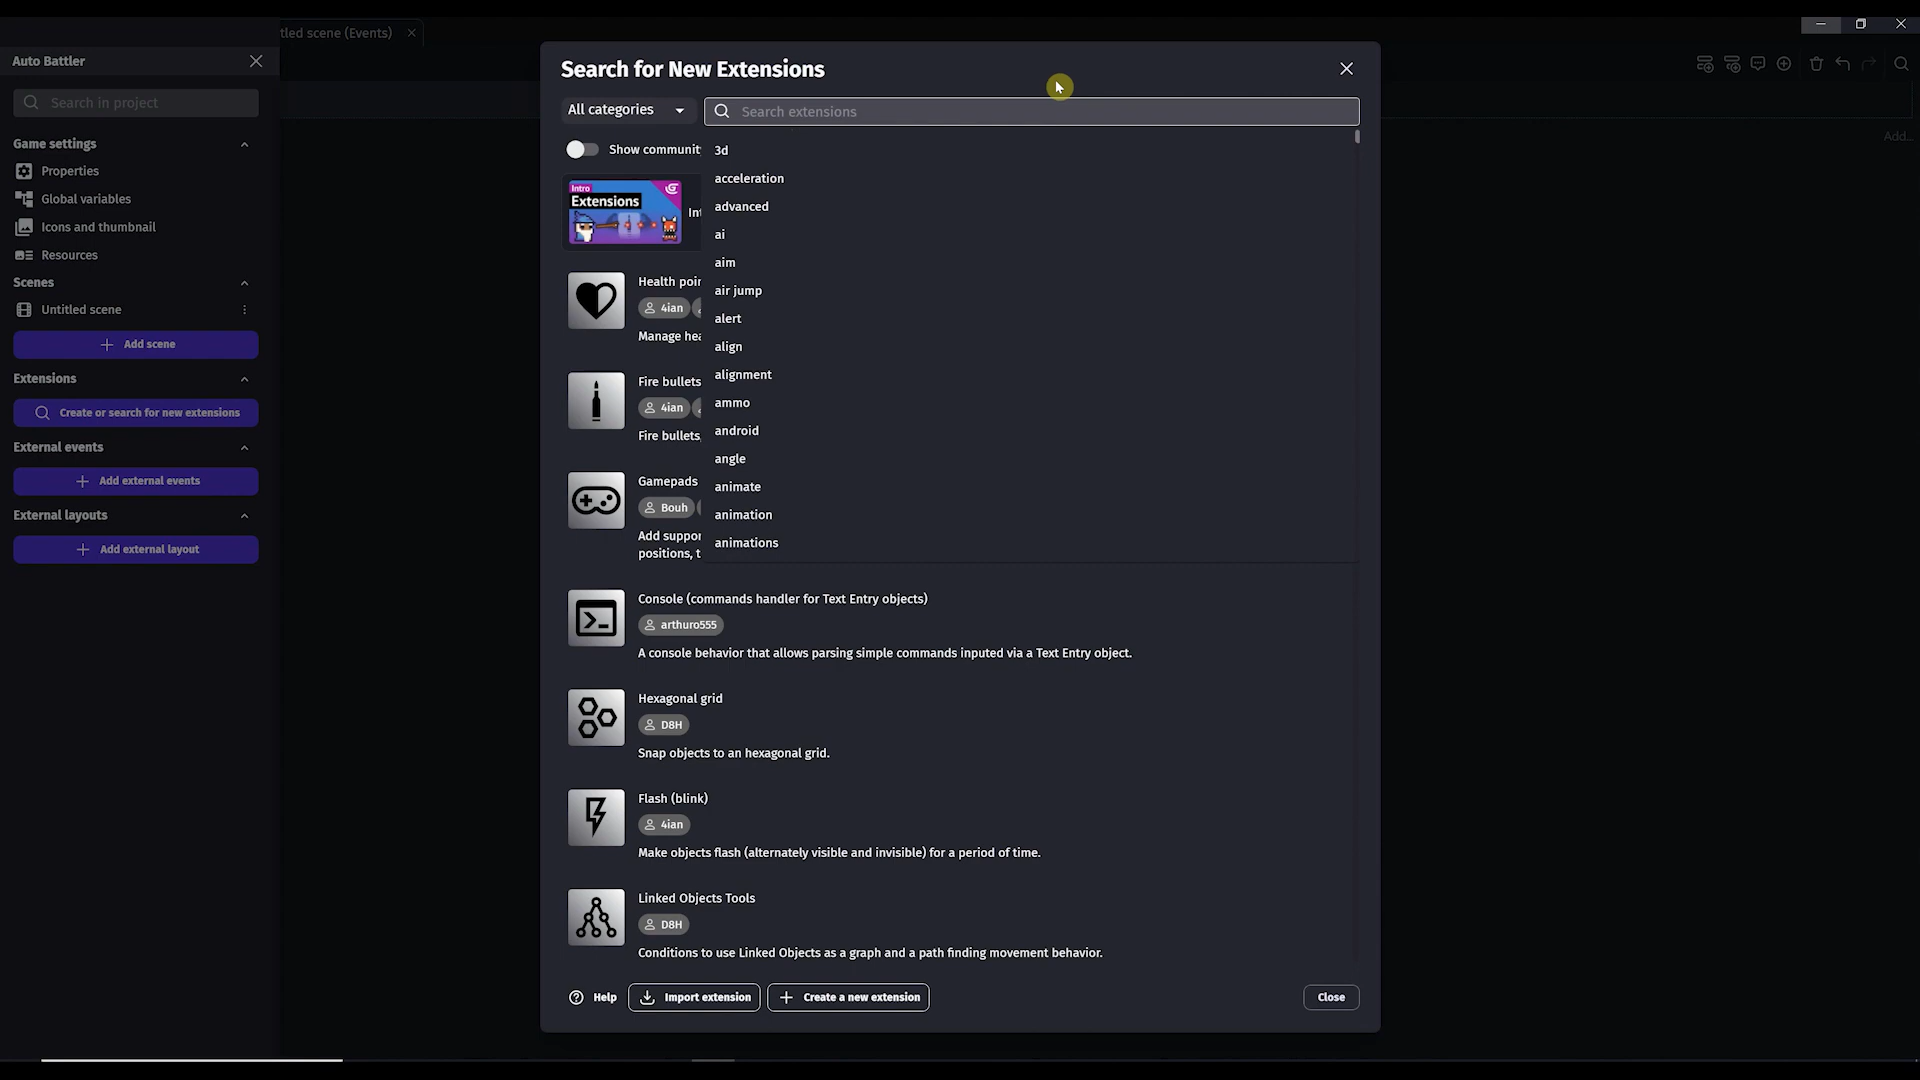 tled scene (Events)
Auto Battler
Search in project
Game settings
Properties
Global variables
Icons and thumbnail
Resources
Scenes
Untitled scene
Add scene
Extensions
Create or search for new extensions
External events
Add external events
External layouts
Add external layout
Add...
Search for New Extensions
All categories
Search extensions
Show community
3d
acceleration
advanced
ai
aim
air jump
alert
align
alignment
ammo
android
angle
animate
animation
animations
Intro
Extensions
Int
Health poin
4ian
Manage hea
Fire bullets
4ian
Fire bullets,
Gamepads
Bouh
Add suppor
positions, t
Console (commands handler for Text Entry objects)
arthuro555
A console behavior that allows parsing simple commands inputed via a Text Entry object.
Hexagonal grid
D8H
Snap objects to an hexagonal grid.
Flash (blink)
4ian
Make objects flash (alternately visible and invisible) for a period of time.
Linked Objects Tools
D8H
Conditions to use Linked Objects as a graph and a path finding movement behavior.
Help
Import extension
Create a new extension
Close